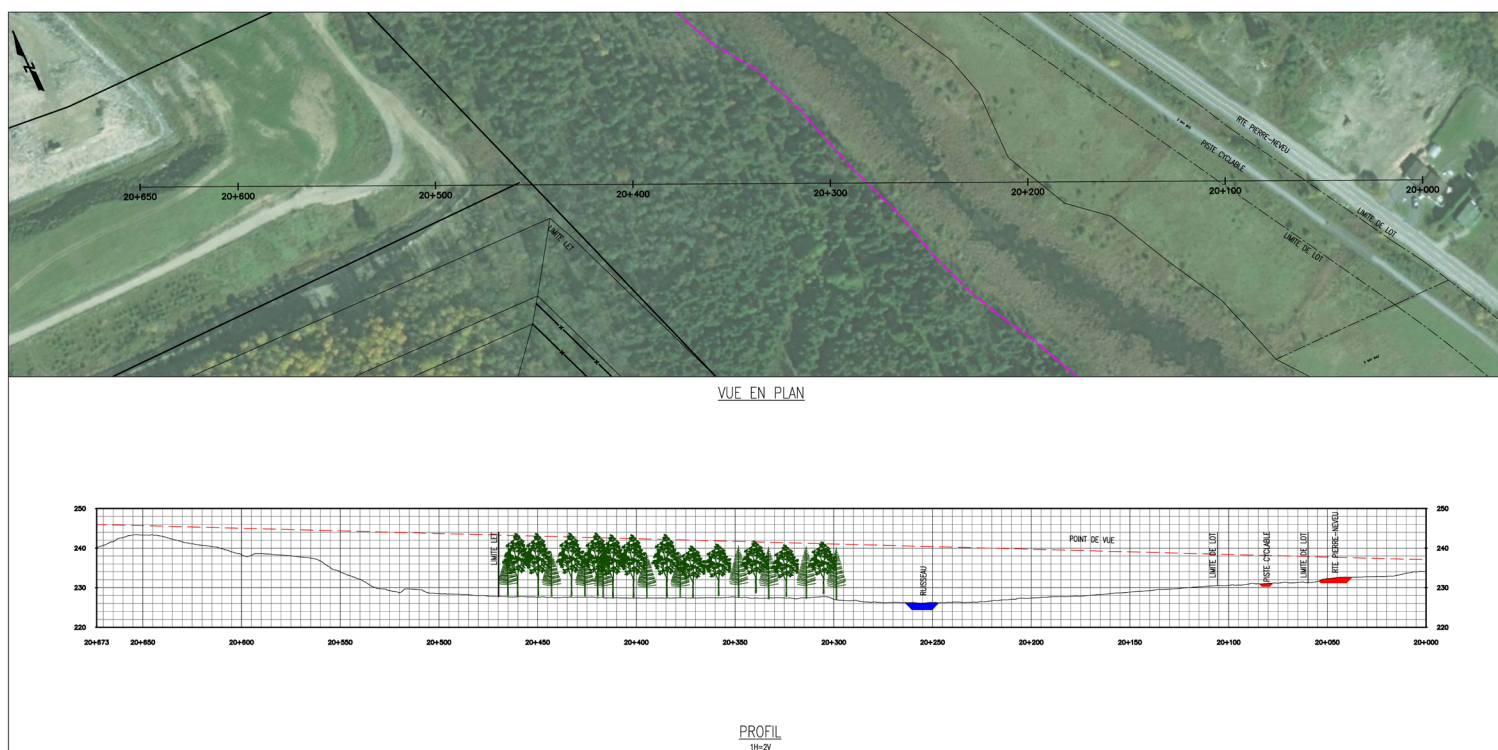 N
20+650
20+600
20+500
20+400
20+300
20+200
20+100
20+000
LIMITE LET
RTE PIERRE-NEVEU
PISTE CYCLABLE
LIMITE DE LOT
LIMITE DE LOT
VUE EN PLAN
250
240
230
220
LIMITE LET
RUISSEAU
POINT DE VUE
LIMITE DE LOT
PISTE CYCLABLE
LIMITE DE LOT
RTE PIERRE-NEVEU
250
240
230
220
20+673
20+650
20+600
20+550
20+500
20+450
20+400
20+350
20+300
20+250
20+200
20+150
20+100
20+050
20+000
PROFIL
1H=2V